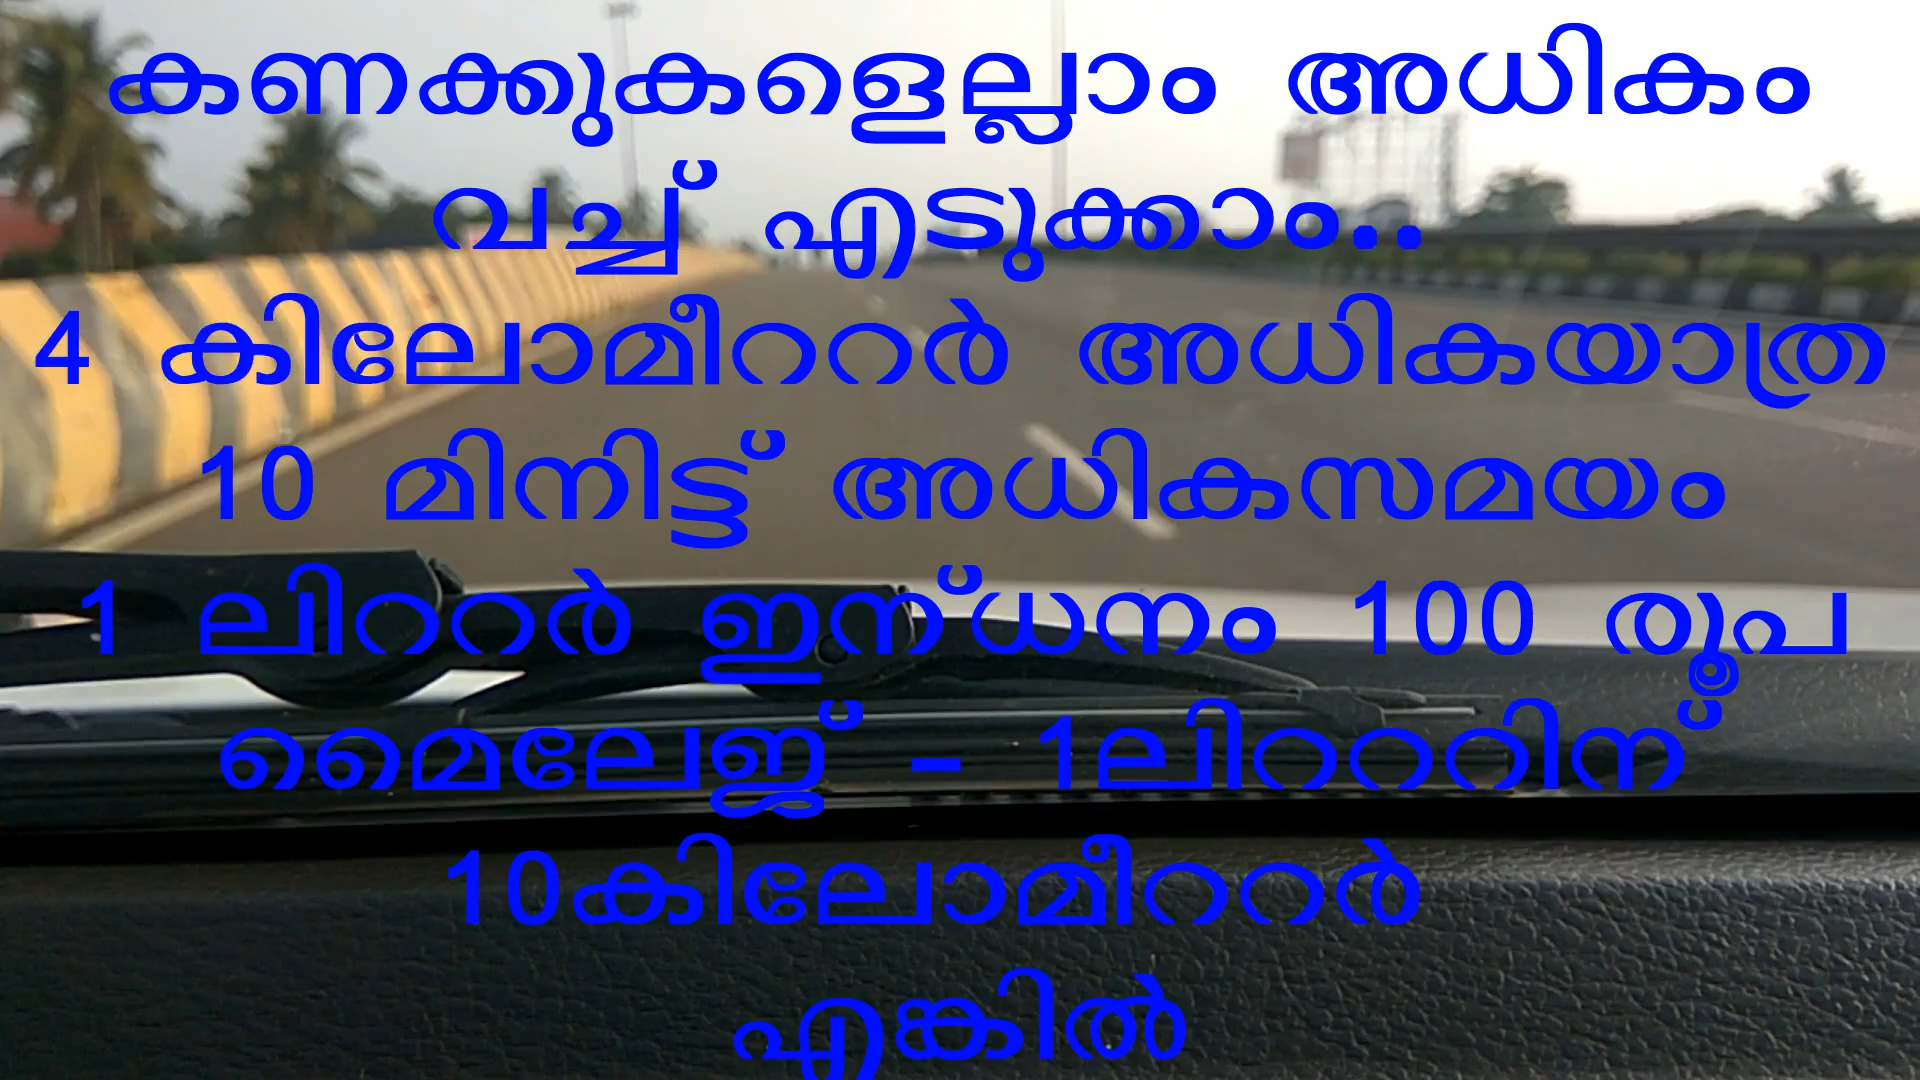 കണക്കുകളെല്ലാം അധികം
വച്ച് എടുക്കാം..
4 കിലോമീററർ അധികയാത്ര
10 മിനിട്ട് അധികസമയം
1 ലിററർ ഇന്ധനം 100 രൂപ
മൈലേജ് - 1ലിറററിന്
10കിലോമീററർ
എങ്കിൽ